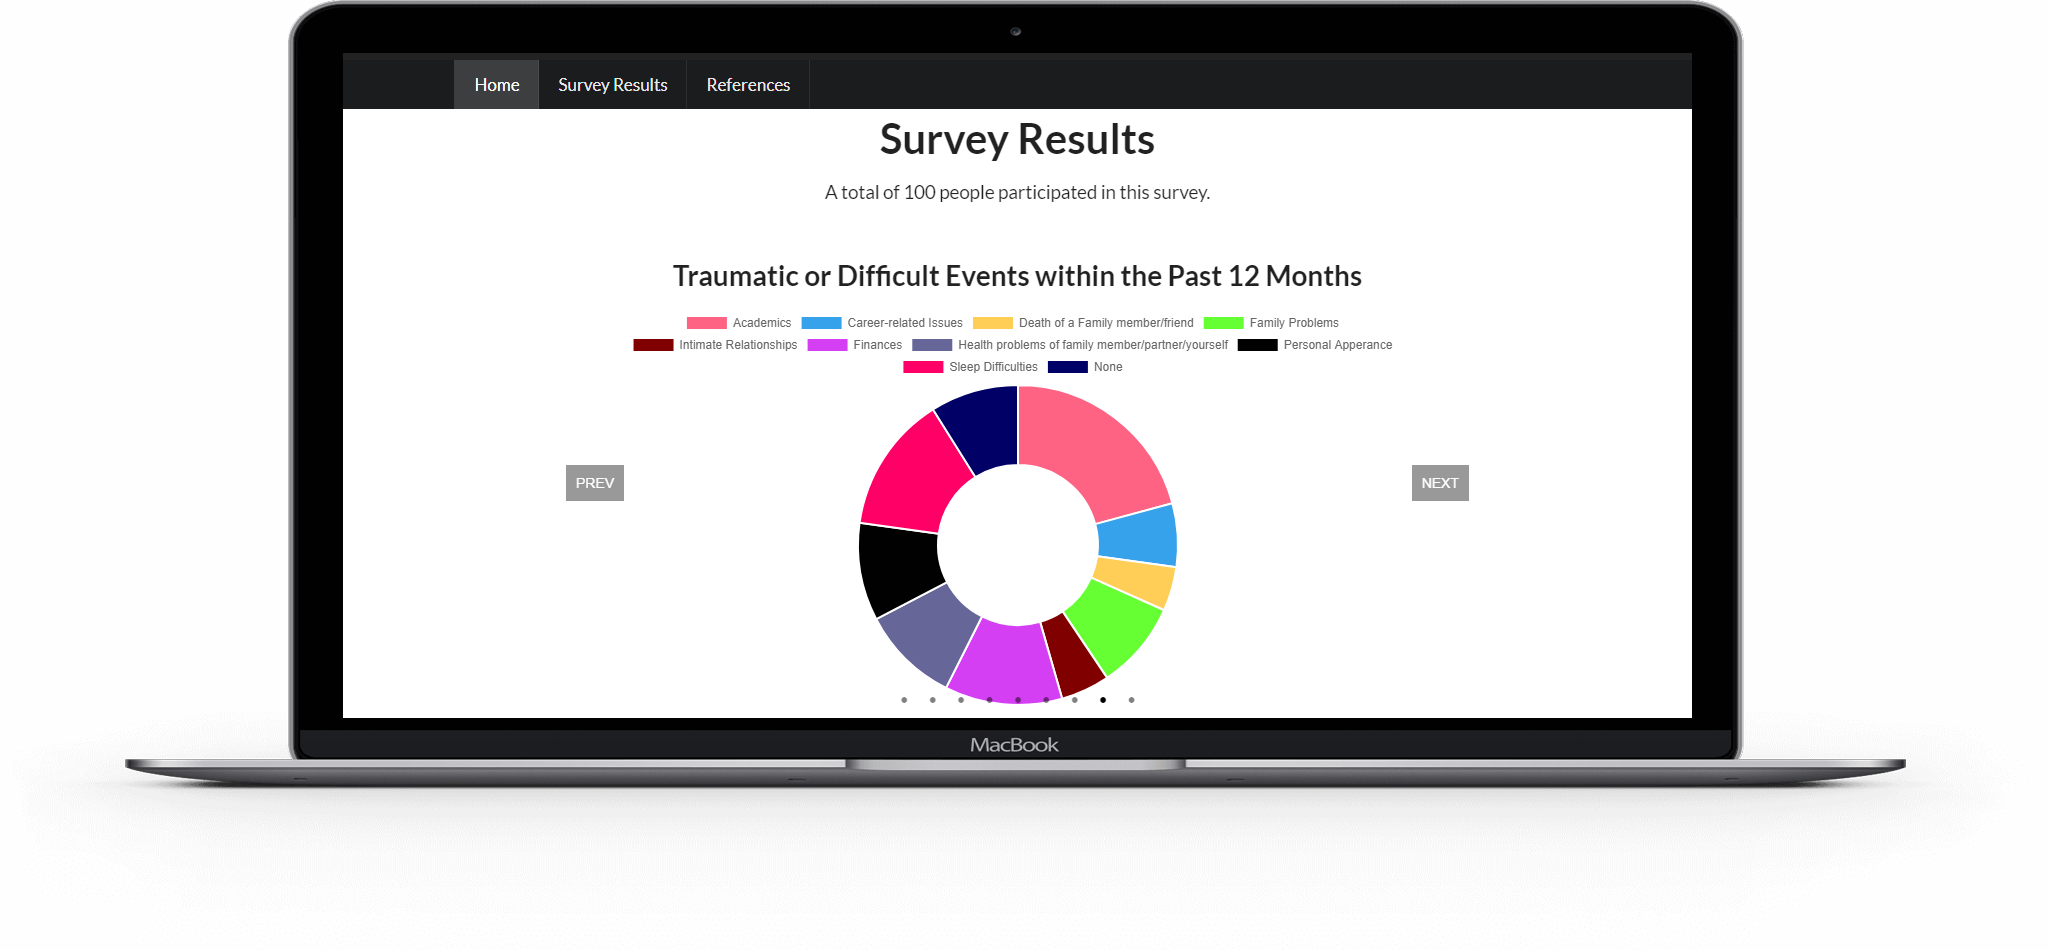 Home Survey Results References
Survey Results
A total of 100 people participated in this survey.
Traumatic or Difficult Events within the Past 12 Months
Academics Career-related Issues Death of a Family member/friend Family Problems
Intimate Relationships Finances Health problems of family member/partner/yourself Personal Apperance
Sleep Difficulties None
PREV NEXT
MacBook